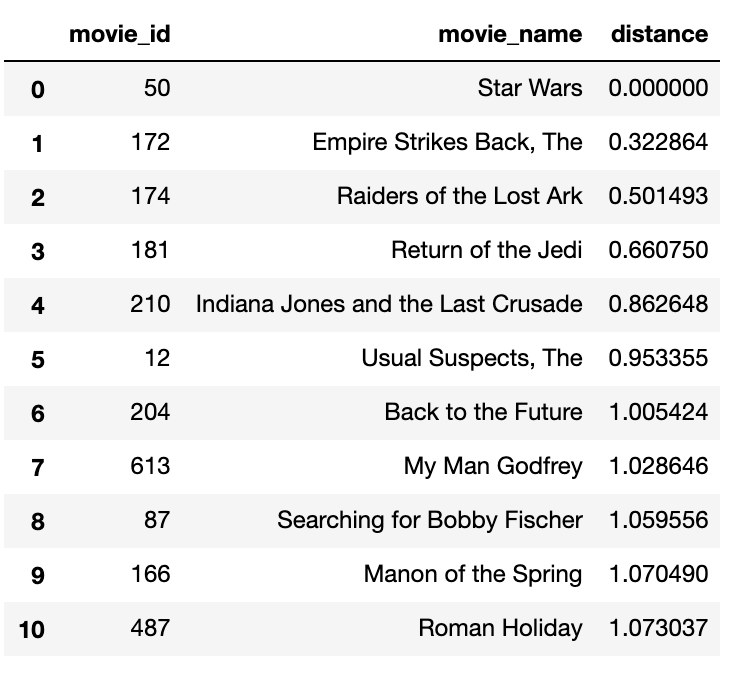 movie_id movie_name distance
0 50 Star Wars 0.000000
1 172 Empire Strikes Back, The 0.322864
2 174 Raiders of the Lost Ark 0.501493
3 181 Return of the Jedi 0.660750
4 210 Indiana Jones and the Last Crusade 0.862648
5 12 Usual Suspects, The 0.953355
6 204 Back to the Future 1.005424
7 613 My Man Godfrey 1.028646
8 87 Searching for Bobby Fischer 1.059556
9 166 Manon of the Spring 1.070490
10 487 Roman Holiday 1.073037